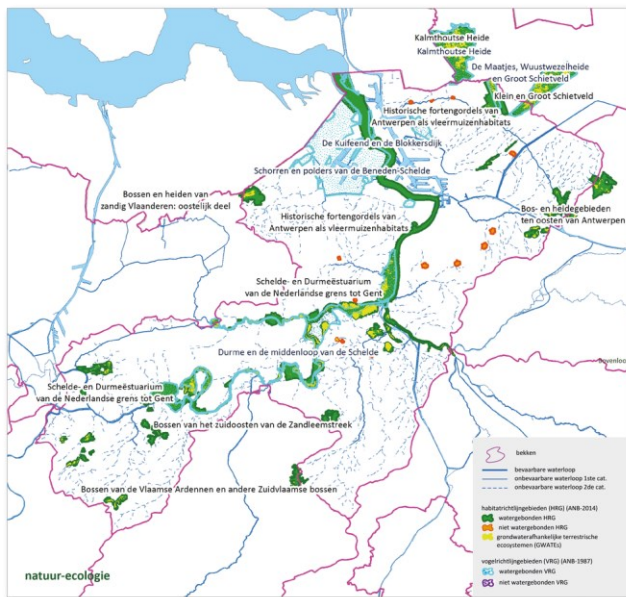 Kalmthoutse Heide
Kalmthoutse Heide
De Maatjes, Wuustwezelheide
en Groot Schietveld
Klein en Groot Schietveld
Historische fortengordels van
Antwerpen als vleermuizenhabitats
De Kuifeend en de Blokkersdijk
Schorren en polders van de Beneden-Schelde
Bossen en heiden van
zandig Vlaanderen: oostelijk deel
Historische fortengordels van
Antwerpen als vleermuizenhabitats
Bos- en heidegebieden
ten oosten van Antwerpen
Schelde- en Durmeëstuarium
van de Nederlandse grens tot Gent
Durme en de middenloop van de Schelde
Schelde- en Durmeëstuarium
van de Nederlandse grens tot Gent
Bossen van het zuidoosten van de Zandleemstreek
Bossen van de Vlaamse Ardennen en andere Zuidvlaamse bossen
natuur-ecologie
bekken
bevaarbare waterloop
onbevaarbare waterloop 1ste cat.
onbevaarbare waterloop 2de cat.
habitatrichtlijngebieden (HRG) (ANB-2014)
watergebonden HRG
niet watergebonden HRG
grondwaterafhankelijke terrestrische
ecosystemen (GWATEs)
vogelrichtlijngebieden (VRG) (ANB-1987)
watergebonden VRG
niet watergebonden VRG